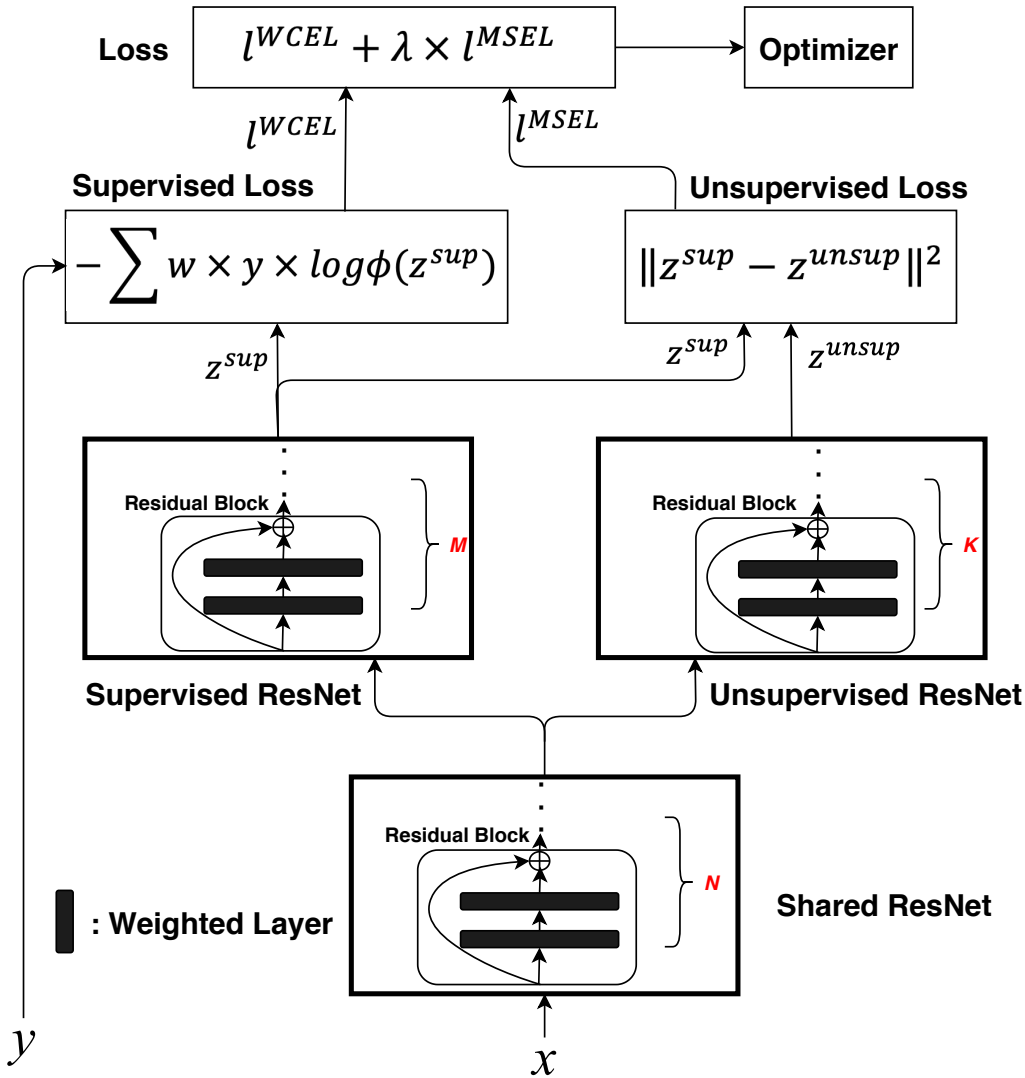 Loss
l^{WCEL} + λ × l^{MSEL}
Optimizer
l^{WCEL}
l^{MSEL}
Supervised Loss
Unsupervised Loss
− ∑ w × y × logϕ(z^{sup})
‖z^{sup} − z^{unsup}‖²
z^{sup}
z^{sup}
z^{unsup}
Residual Block
M
Residual Block
K
Supervised ResNet
Unsupervised ResNet
Residual Block
N
Shared ResNet
: Weighted Layer
y
x